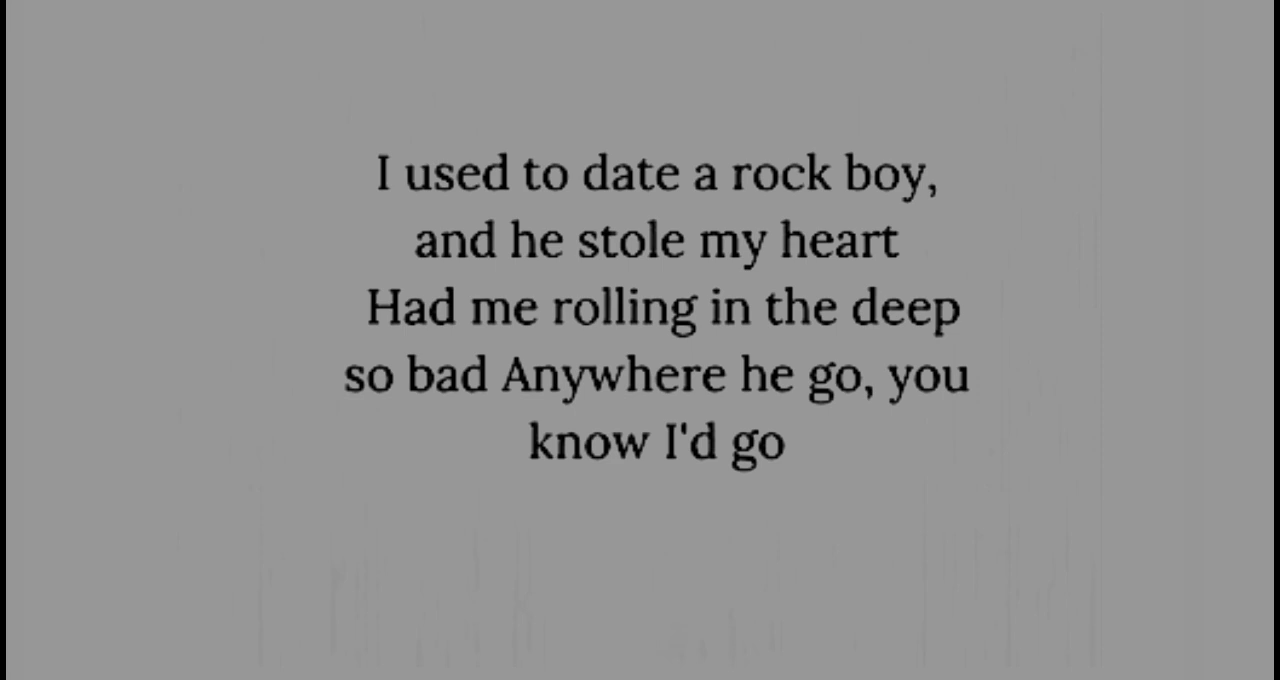 I used to date a rock boy,
and he stole my heart
Had me rolling in the deep
so bad Anywhere he go, you
know I'd go